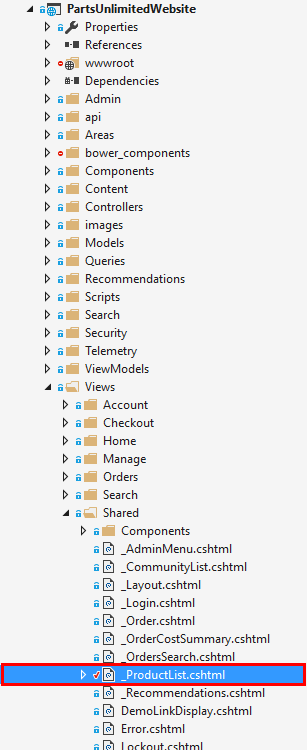 PartsUnlimitedWebsite
Properties
References
wwwroot
Dependencies
Admin
api
Areas
bower_components
Components
Content
Controllers
images
Models
Queries
Recommendations
Scripts
Search
Security
Telemetry
ViewModels
Views
Account
Checkout
Home
Manage
Orders
Search
Shared
Components
_AdminMenu.cshtml
_CommunityList.cshtml
_Layout.cshtml
_Login.cshtml
_Order.cshtml
_OrderCostSummary.cshtml
_OrdersSearch.cshtml
_ProductList.cshtml
_Recommendations.cshtml
DemoLinkDisplay.cshtml
Error.cshtml
Lockout.cshtml